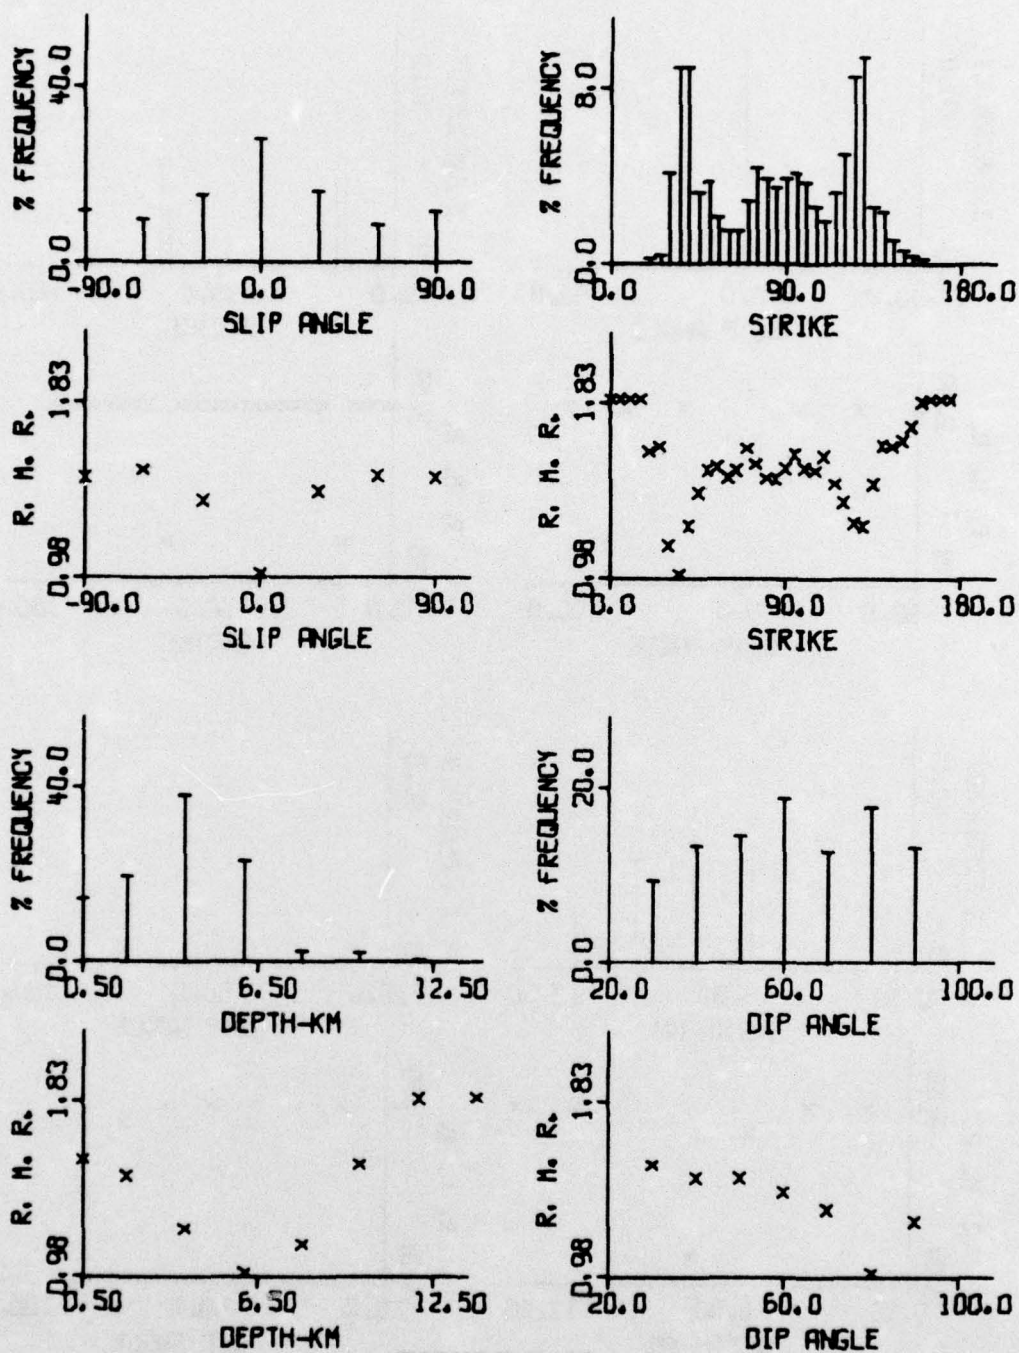 % FREQUENCY
40.0
0.0
-90.0 0.0 90.0
SLIP ANGLE
% FREQUENCY
8.0
0.0
0.0 90.0 180.0
STRIKE
R. M. R.
1.83
0.98
-90.0 0.0 90.0
SLIP ANGLE
R. M. R.
1.83
0.98
0.0 90.0 180.0
STRIKE
% FREQUENCY
40.0
0.0
0.50 6.50 12.50
DEPTH-KM
% FREQUENCY
20.0
0.0
20.0 60.0 100.0
DIP ANGLE
R. M. R.
1.83
0.98
0.50 6.50 12.50
DEPTH-KM
R. M. R.
1.83
0.98
20.0 60.0 100.0
DIP ANGLE